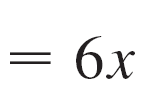 = 6x